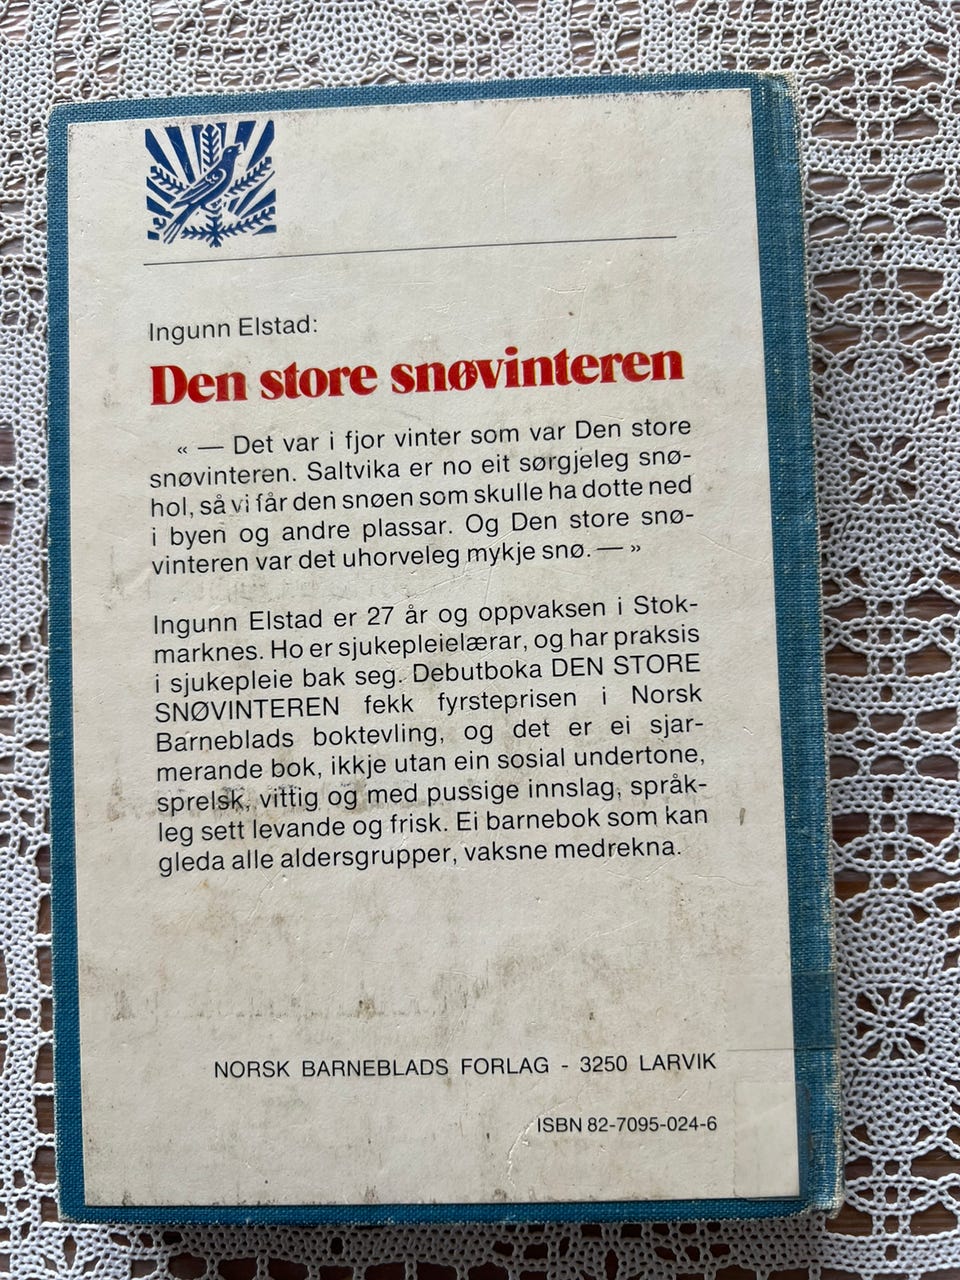 Ingunn Elstad:
Den store snøvinteren
« — Det var i fjor vinter som var Den store
snøvinteren. Saltvika er no eit sørgjeleg snø-
hol, så vi får den snøen som skulle ha dotte ned
i byen og andre plassar. Og Den store snø-
vinteren var det uhorveleg mykje snø. — »
Ingunn Elstad er 27 år og oppvaksen i Stok-
marknes. Ho er sjukepleielærar, og har praksis
i sjukepleie bak seg. Debutboka DEN STORE
SNØVINTEREN fekk fyrsteprisen i Norsk
Barneblads boktevling, og det er ei sjar-
merande bok, ikkje utan ein sosial undertone,
sprelsk, vittig og med pussige innslag, språk-
leg sett levande og frisk. Ei barnebok som kan
gleda alle aldersgrupper, vaksne medrekna.
NORSK BARNEBLADS FORLAG - 3250 LARVIK
ISBN 82-7095-024-6